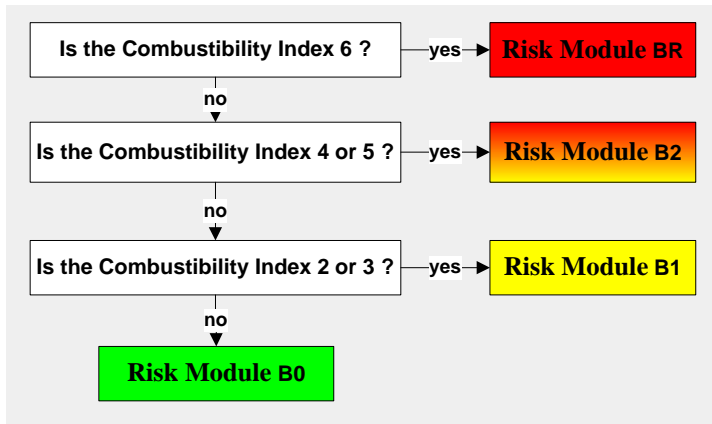 Is the Combustibility Index 6 ?
yes
Risk Module BR
no
Is the Combustibility Index 4 or 5 ?
yes
Risk Module B2
no
Is the Combustibility Index 2 or 3 ?
yes
Risk Module B1
no
Risk Module B0